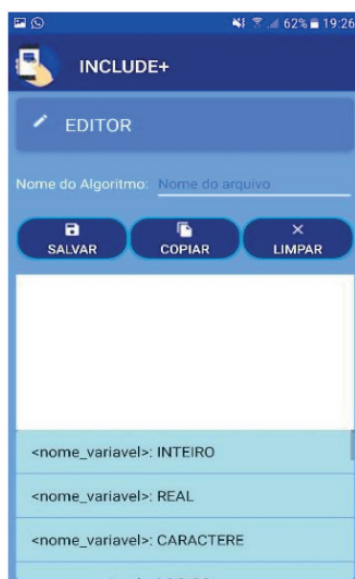 62% 19:26
INCLUDE+
EDITOR
Nome do Algoritmo: Nome do arquivo
SALVAR COPIAR LIMPAR
<nome_variavel>: INTEIRO
<nome_variavel>: REAL
<nome_variavel>: CARACTERE